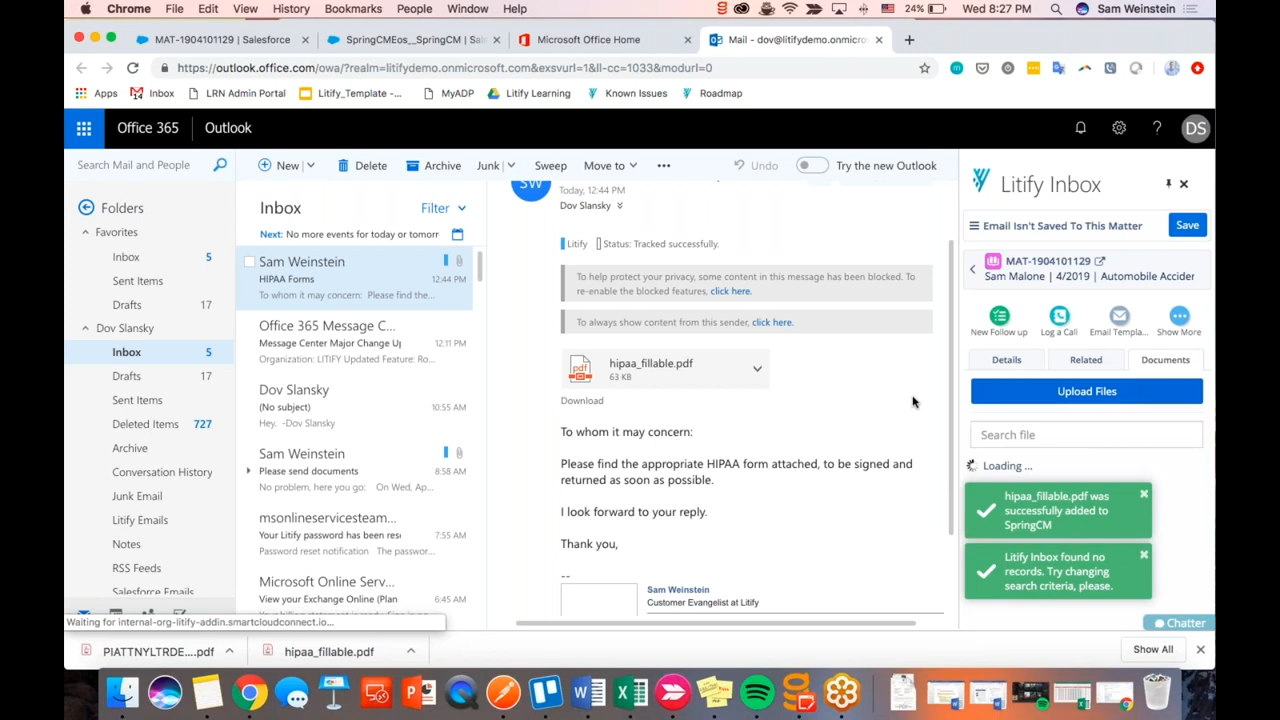 Chrome File Edit View History Bookmarks People Window Help
24% Wed 8:27 PM Sam Weinstein
MAT-1904101129 | Salesforce
SpringCMEos__SpringCM | Sal
Microsoft Office Home
Mail - dov@litifydemo.onmicro
https://outlook.office.com/owa/?realm=litifydemo.onmicrosoft.com&exsvurl=1&ll-cc=1033&modurl=0
Apps Inbox LRN Admin Portal Litify_Template -... MyADP Litify Learning Known Issues Roadmap
Office 365 Outlook
DS
Search Mail and People
New Delete Archive Junk Sweep Move to ••• Undo Try the new Outlook
Folders
Favorites
Inbox 5
Sent Items
Drafts 17
Dov Slansky
Inbox 5
Drafts 17
Sent Items
Deleted Items 727
Archive
Conversation History
Junk Email
Litify Emails
Notes
RSS Feeds
Salesforce Emails
Inbox Filter
Next: No more events for today or tomorr
Sam Weinstein
HIPAA Forms 12:44 PM
To whom it may concern: Please find the...
Office 365 Message C...
Message Center Major Change Up 12:11 PM
Organization: LITIFY Updated Feature: Ro...
Dov Slansky
(No subject) 10:55 AM
Hey, -Dov Slansky
Sam Weinstein
Please send documents 8:58 AM
No problem, here you go: On Wed, Ap...
msonlineservicesteam...
Your Litify password has been rese 7:55 AM
Password reset notification The passwor...
Microsoft Online Serv...
View your Exchange Online (Plan 6:45 AM
SW
Today, 12:44 PM
Dov Slansky
Litify Status: Tracked successfully.
To help protect your privacy, some content in this message has been blocked. To
re-enable the blocked features, click here.
To always show content from this sender, click here.
pdf
hipaa_fillable.pdf
63 KB
Download
To whom it may concern:
Please find the appropriate HIPAA form attached, to be signed and
returned as soon as possible.
I look forward to your reply.
Thank you,
--
Sam Weinstein
Customer Evangelist at Litify
Litify Inbox
Email Isn't Saved To This Matter Save
MAT-1904101129
Sam Malone | 4/2019 | Automobile Accider
New Follow up Log a Call Email Templa... Show More
Details Related Documents
Upload Files
Search file
Loading ...
hipaa_fillable.pdf was
successfully added to
SpringCM
Litify Inbox found no
records. Try changing
search criteria, please.
Chatter
Waiting for internal-org-litify-addin.smartcloudconnect.io...
PIATTNYLTRDE....pdf hipaa_fillable.pdf Show All